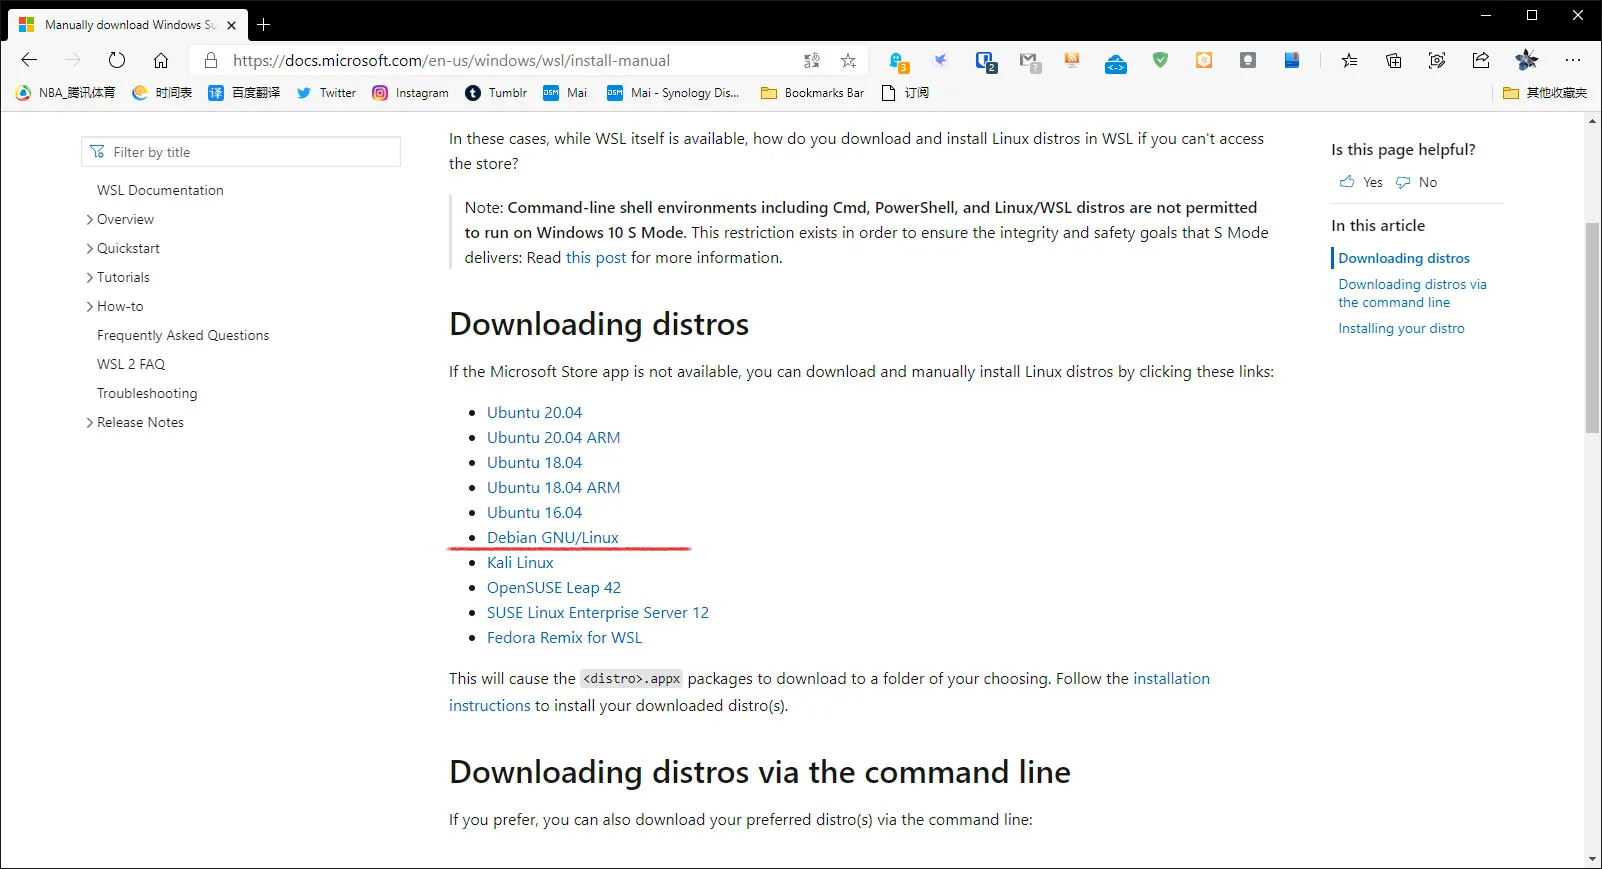 Manually download Windows Su
https://docs.microsoft.com/en-us/windows/wsl/install-manual
3
2
?
NBA_腾讯体育
时间表
译 百度翻译
Twitter
Instagram
Tumblr
DSM Mai
DSM Mai - Synology Dis...
Bookmarks Bar
订阅
其他收藏夹
Filter by title
WSL Documentation
Overview
Quickstart
Tutorials
How-to
Frequently Asked Questions
WSL 2 FAQ
Troubleshooting
Release Notes
In these cases, while WSL itself is available, how do you download and install Linux distros in WSL if you can't access
the store?
Note: Command-line shell environments including Cmd, PowerShell, and Linux/WSL distros are not permitted
to run on Windows 10 S Mode. This restriction exists in order to ensure the integrity and safety goals that S Mode
delivers: Read this post for more information.
Downloading distros
If the Microsoft Store app is not available, you can download and manually install Linux distros by clicking these links:
Ubuntu 20.04
Ubuntu 20.04 ARM
Ubuntu 18.04
Ubuntu 18.04 ARM
Ubuntu 16.04
Debian GNU/Linux
Kali Linux
OpenSUSE Leap 42
SUSE Linux Enterprise Server 12
Fedora Remix for WSL
This will cause the <distro>.appx packages to download to a folder of your choosing. Follow the installation
instructions to install your downloaded distro(s).
Downloading distros via the command line
If you prefer, you can also download your preferred distro(s) via the command line:
Is this page helpful?
Yes No
In this article
Downloading distros
Downloading distros via
the command line
Installing your distro